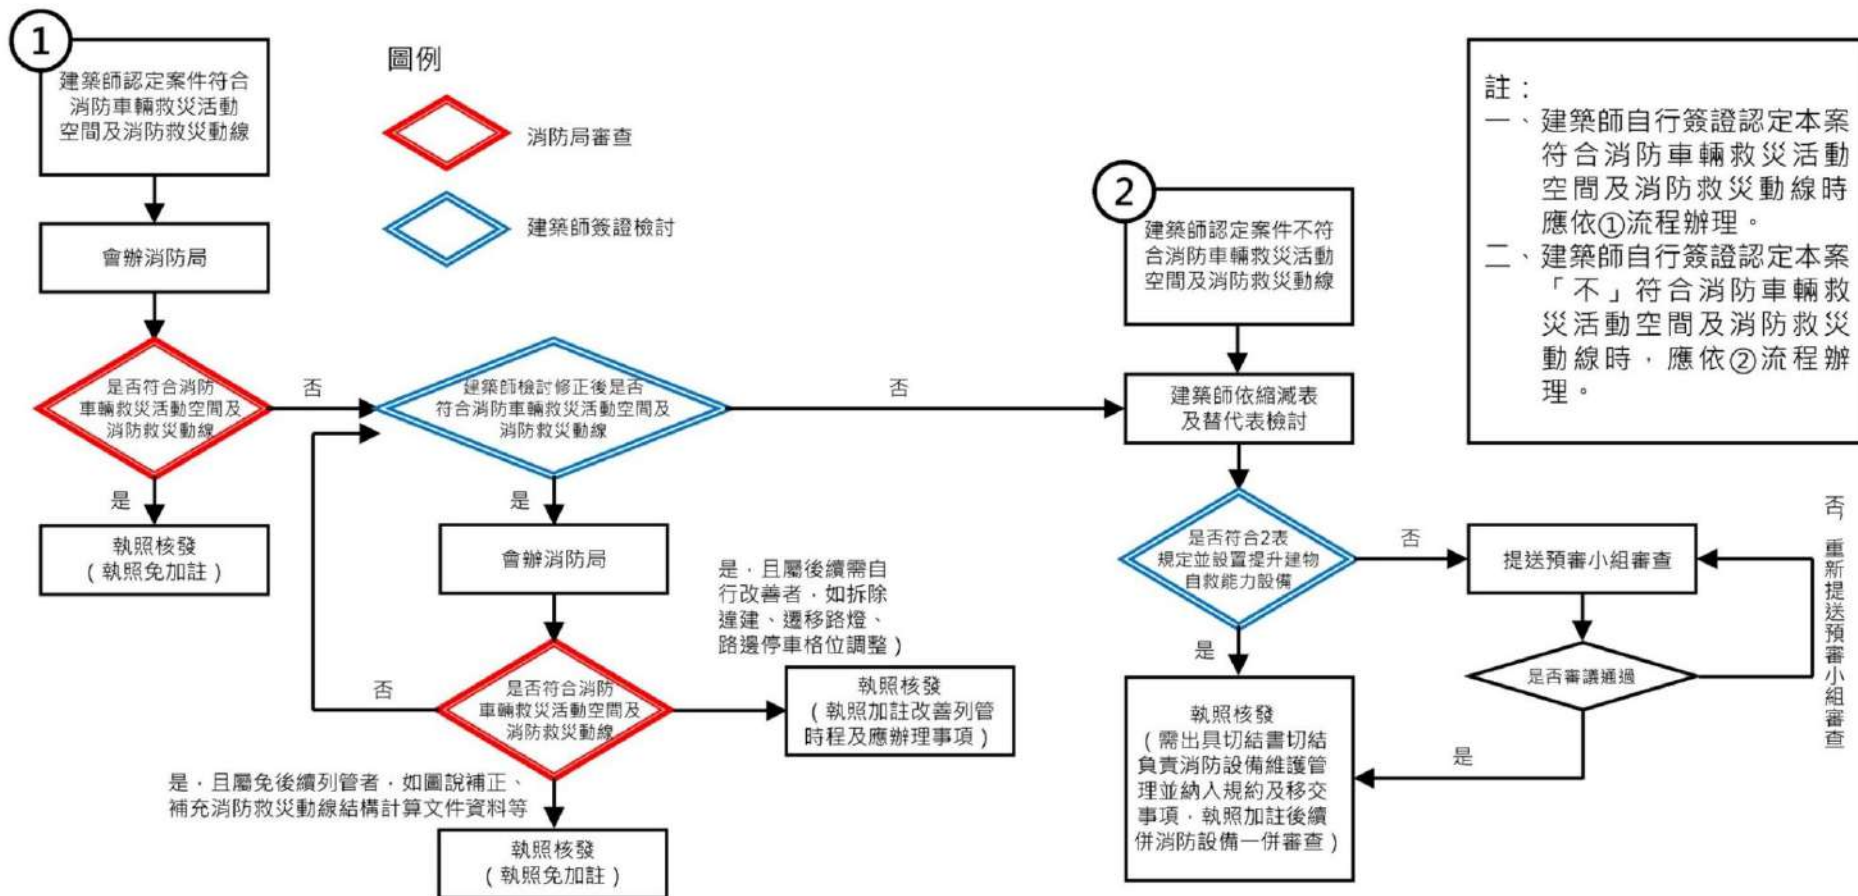 1
建築師認定案件符合
消防車輛救災活動
空間及消防救災動線
會辦消防局
是否符合消防
車輛救災活動空間及
消防救災動線
否
是
執照核發
(執照免加註)
圖例
消防局審查
建築師簽證檢討
建築師檢討修正後是否
符合消防車輛救災活動空間及
消防救災動線
否
是
會辦消防局
是否符合消防
車輛救災活動空間及
消防救災動線
否
是,且屬後續需自
行改善者,如拆除
違建、遷移路燈、
路邊停車格位調整)
執照核發
(執照加註改善列管
時程及應辦理事項)
是,且屬免後續列管者,如圖說補正、
補充消防救災動線結構計算文件資料等
執照核發
(執照免加註)
2
建築師認定案件不符
合消防車輛救災活動
空間及消防救災動線
建築師依縮減表
及替代表檢討
是否符合2表
規定並設置提升建物
自救能力設備
否
是
提送預審小組審查
是否審議通過
否,重新提送預審小組審查
是
執照核發
(需出具切結書切結
負責消防設備維護管
理並納入規約及移交
事項,執照加註後續
併消防設備一併審查)
註:
一、建築師自行簽證認定本案
符合消防車輛救災活動
空間及消防救災動線時
應依①流程辦理。
二、建築師自行簽證認定本案
「不」符合消防車輛救
災活動空間及消防救災
動線時,應依②流程辦
理。